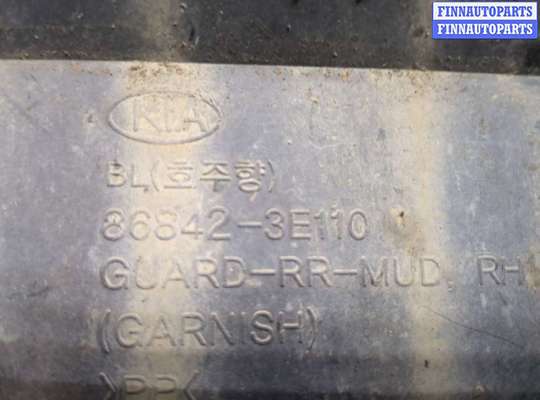 FINNAUTOPARTS
FINNAUTOPARTS
KIA
BL(호주향)
86842-3E110
GUARD-RR-MUD, RH
(GARNISH)
>PP<